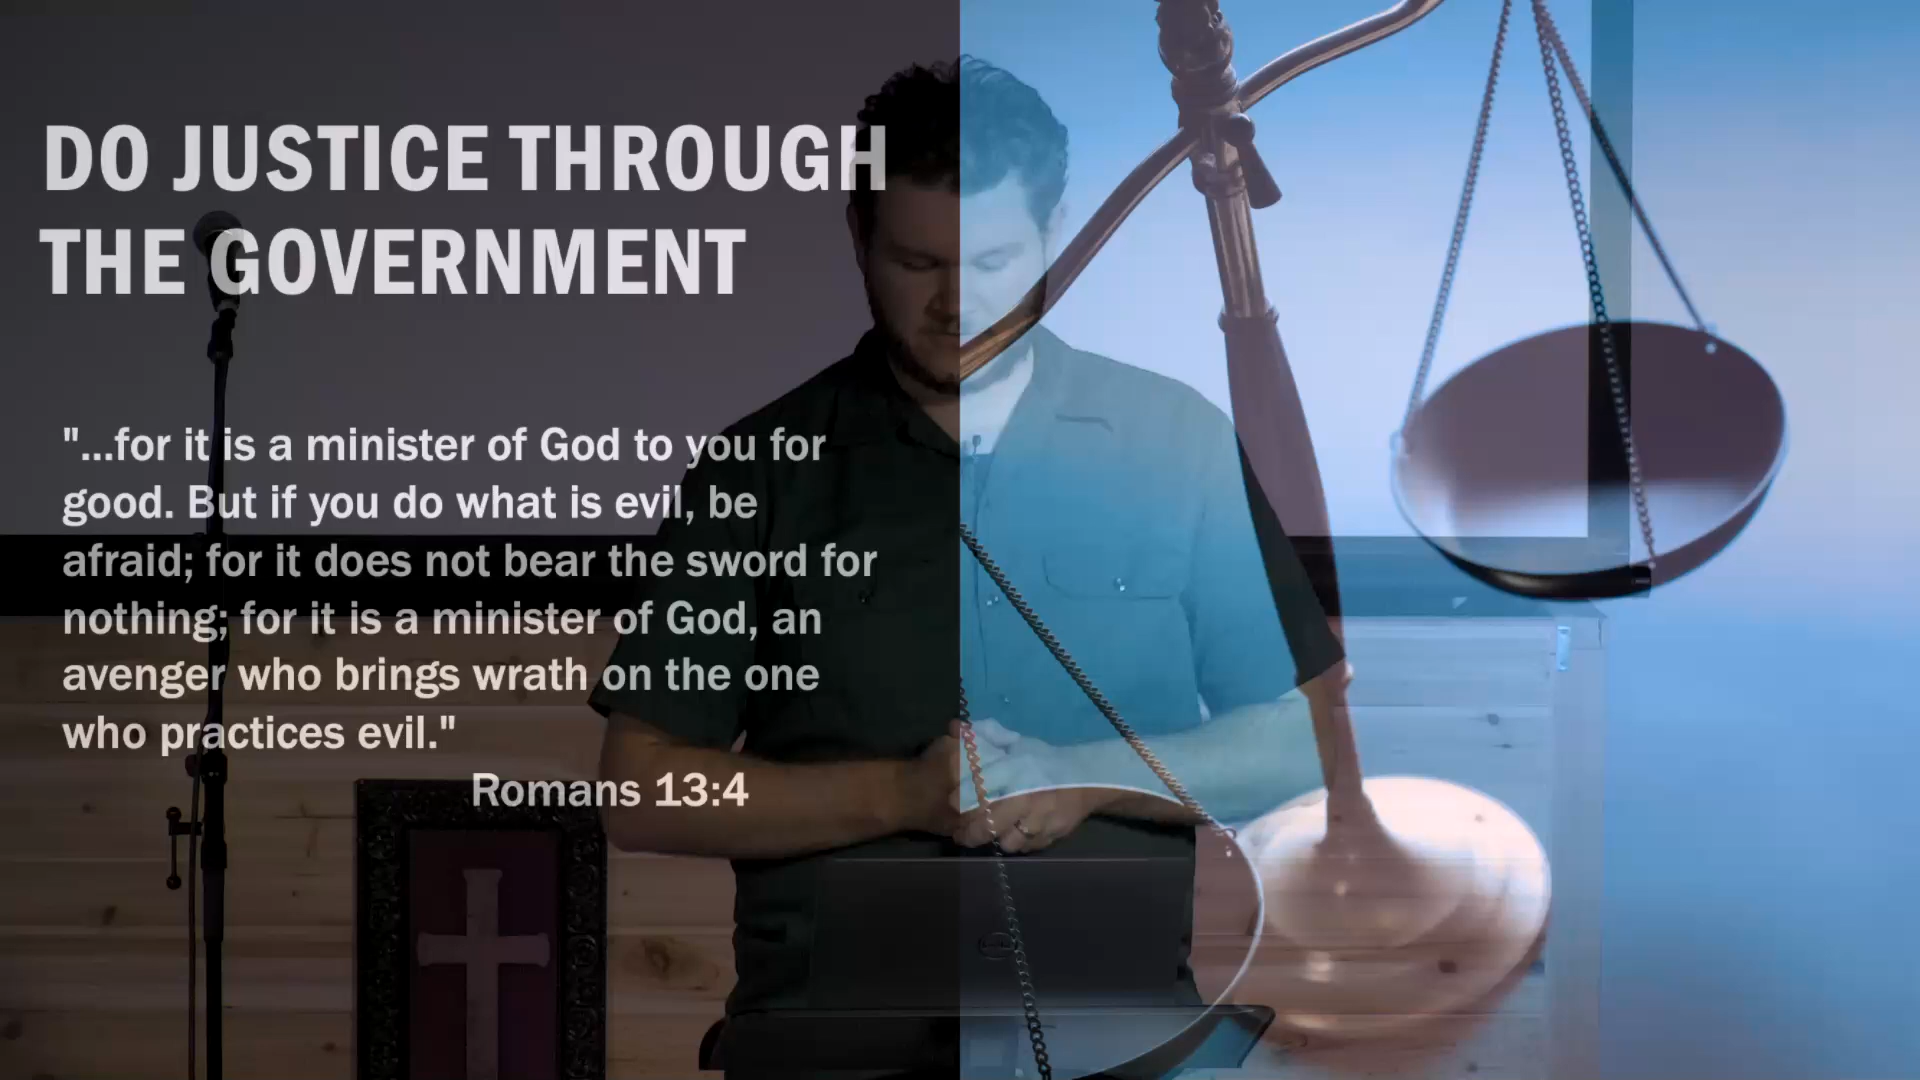 DO JUSTICE THROUGH
THE GOVERNMENT
"...for it is a minister of God to you for
good. But if you do what is evil, be
afraid; for it does not bear the sword for
nothing; for it is a minister of God, an
avenger who brings wrath on the one
who practices evil."
Romans 13:4